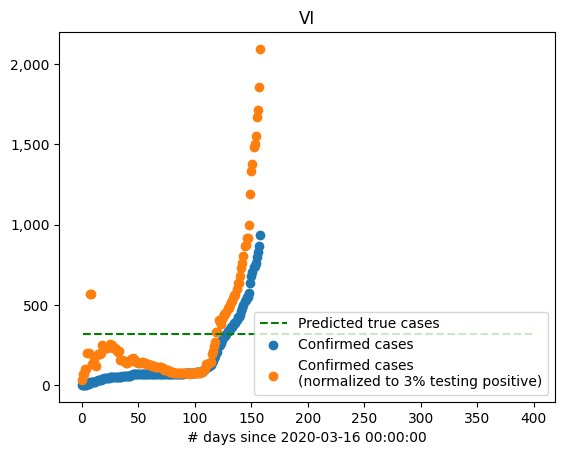 VI
2,000
1,500
1,000
500
0
Predicted true cases
Confirmed cases
Confirmed cases
(normalized to 3% testing positive)
0 50 100 150 200 250 300 350 400
# days since 2020-03-16 00:00:00